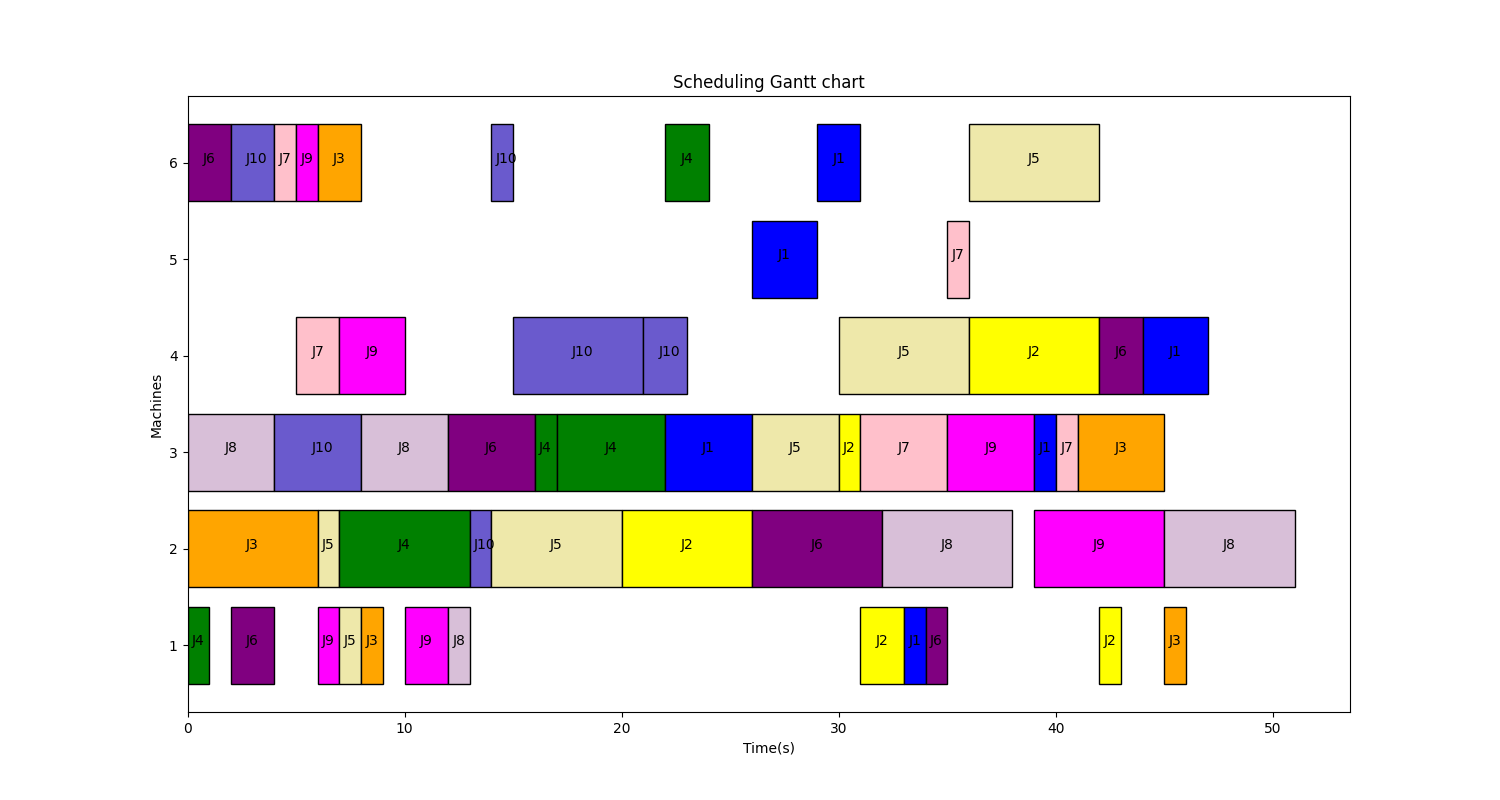 Scheduling Gantt chart
6 J6 J10 J7 J9 J3 J10 J4 J1 J5
5 J1 J7
4 J7 J9 J10 J10 J5 J2 J6 J1
Machines
3 J8 J10 J8 J6 J4 J4 J1 J5 J2 J7 J9 J1 J7 J3
2 J3 J5 J4 J10 J5 J2 J6 J8 J9 J8
1 J4 J6 J9 J5 J3 J9 J8 J2 J1 J6 J2 J3
0 10 20 30 40 50
Time(s)